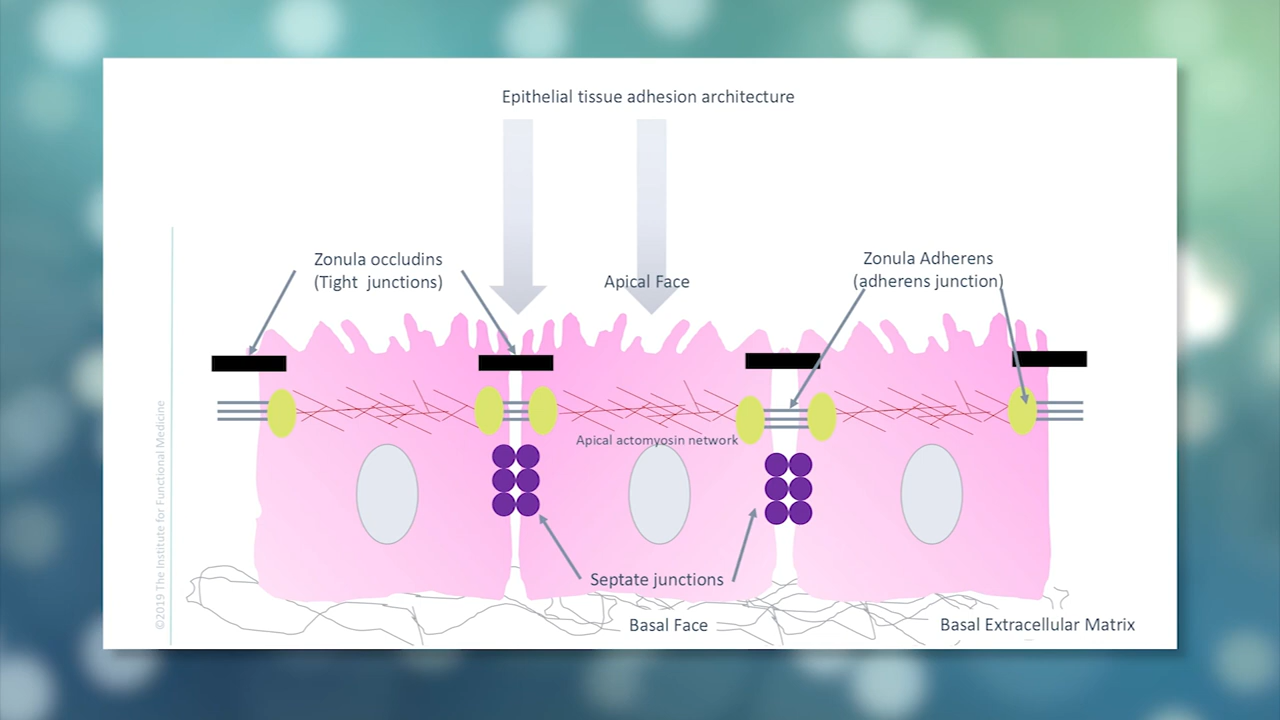 Epithelial tissue adhesion architecture
Zonula occludins
(Tight junctions)
Apical Face
Zonula Adherens
(adherens junction)
Apical actomyosin network
Septate junctions
Basal Face
Basal Extracellular Matrix
©2019 The Institute for Functional Medicine